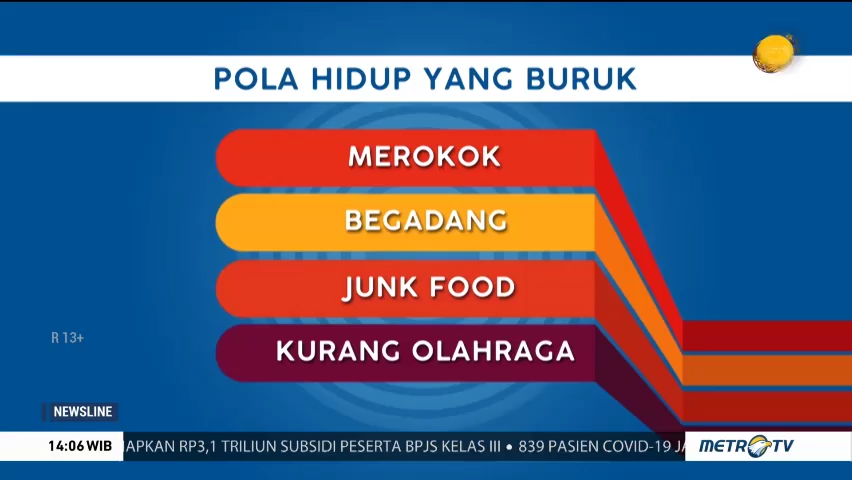 POLA HIDUP YANG BURUK
MEROKOK
BEGADANG
JUNK FOOD
KURANG OLAHRAGA
R 13+
NEWSLINE
14:06 WIB
APKAN RP3,1 TRILIUN SUBSIDI PESERTA BPJS KELAS III • 839 PASIEN COVID-19 JA
METRO TV